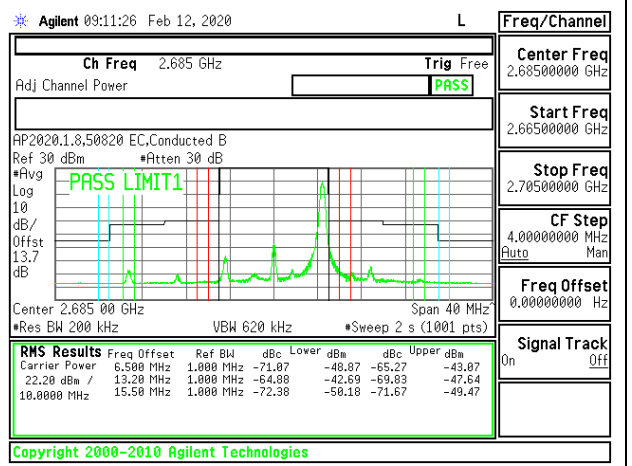 Agilent 09:11:26 Feb 12, 2020 L Freq/Channel
Ch Freq 2.685 GHz Trig Free
Adj Channel Power PASS
Center Freq
2.68500000 GHz
Start Freq
2.66500000 GHz
Stop Freq
2.70500000 GHz
CF Step
4.00000000 MHz
Auto Man
Freq Offset
0.00000000 Hz
Signal Track
On Off
AP2020.1.8,50820 EC,Conducted B
Ref 30 dBm #Atten 30 dB
#Avg
Log
10
dB/
Offst
13.7
dB
PASS LIMIT1
Center 2.685 00 GHz Span 40 MHz^
#Res BW 200 kHz VBW 620 kHz #Sweep 2 s (1001 pts)
RMS Results Freq Offset Ref BW dBc Lower dBm dBc Upper dBm
Carrier Power 6.500 MHz 1.000 MHz -71.07 -48.87 -65.27 -43.07
22.20 dBm / 13.20 MHz 1.000 MHz -64.88 -42.69 -69.83 -47.64
10.0000 MHz 15.50 MHz 1.000 MHz -72.38 -50.18 -71.67 -49.47
Copyright 2000-2010 Agilent Technologies